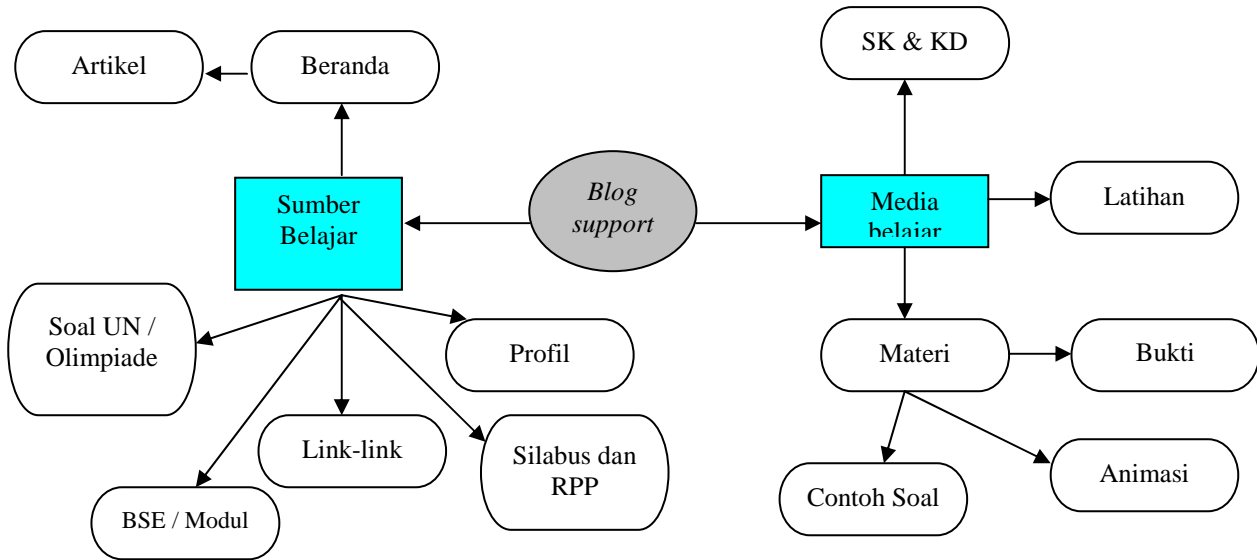 SK & KD
Artikel
Beranda
Sumber
Belajar
Blog
support
Media
belajar
Latihan
Soal UN /
Olimpiade
Profil
Materi
Bukti
Link-link
Silabus dan
RPP
Contoh Soal
Animasi
BSE / Modul